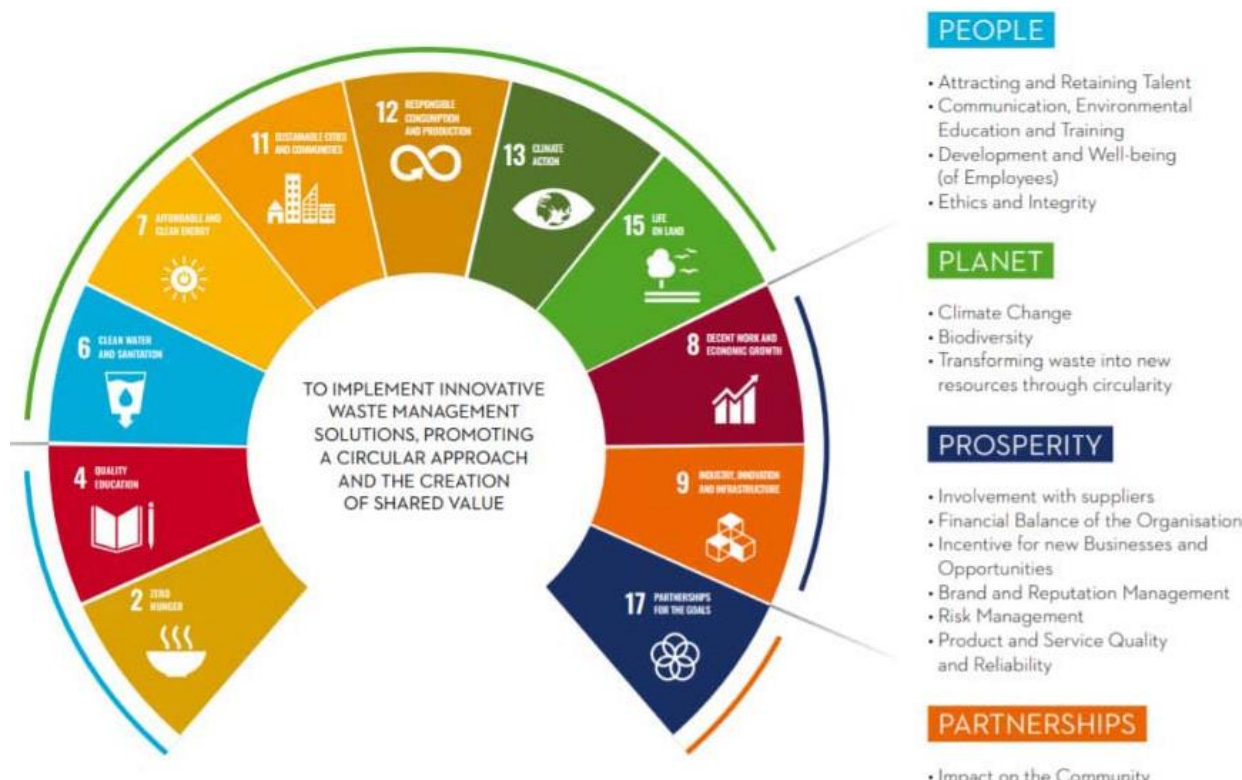 12 RESPONSIBLE
CONSUMPTION
AND PRODUCTION
11 SUSTAINABLE CITIES
AND COMMUNITIES
13 CLIMATE
ACTION
7 AFFORDABLE AND
CLEAN ENERGY
15 LIFE
ON LAND
6 CLEAN WATER
AND SANITATION
8 DECENT WORK AND
ECONOMIC GROWTH
4 QUALITY
EDUCATION
9 INDUSTRY, INNOVATION
AND INFRASTRUCTURE
2 ZERO
HUNGER
17 PARTNERSHIPS
FOR THE GOALS
TO IMPLEMENT INNOVATIVE
WASTE MANAGEMENT
SOLUTIONS, PROMOTING
A CIRCULAR APPROACH
AND THE CREATION
OF SHARED VALUE
PEOPLE
• Attracting and Retaining Talent
• Communication, Environmental
Education and Training
• Development and Well-being
(of Employees)
• Ethics and Integrity
PLANET
• Climate Change
• Biodiversity
• Transforming waste into new
resources through circularity
PROSPERITY
• Involvement with suppliers
• Financial Balance of the Organisation
• Incentive for new Businesses and
Opportunities
• Brand and Reputation Management
• Risk Management
• Product and Service Quality
and Reliability
PARTNERSHIPS
• Impact on the Community